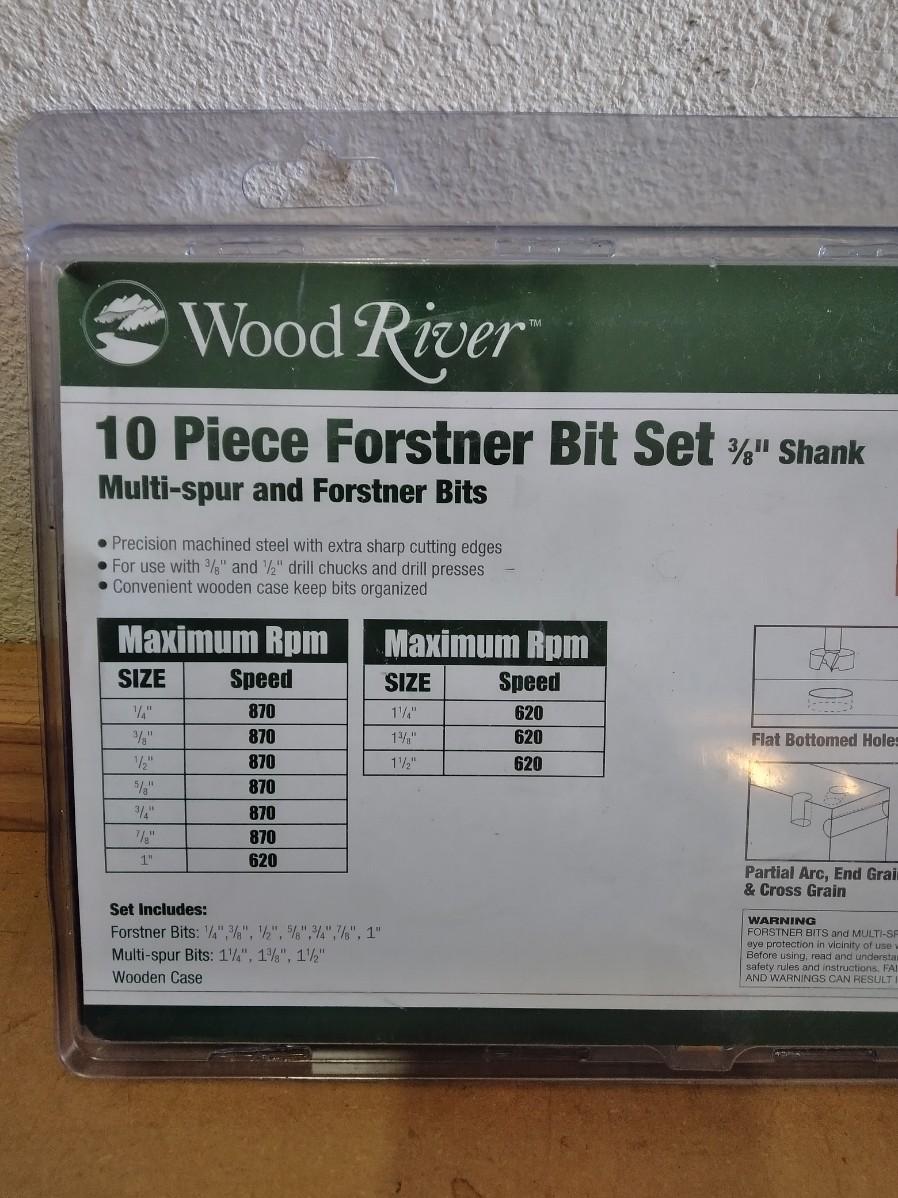 Wood River™
10 Piece Forstner Bit Set 3/8" Shank
Multi-spur and Forstner Bits
• Precision machined steel with extra sharp cutting edges
• For use with 3/8" and 1/2" drill chucks and drill presses
• Convenient wooden case keep bits organized
Maximum Rpm
SIZE Speed
1/4" 870
3/8" 870
1/2" 870
5/8" 870
3/4" 870
7/8" 870
1" 620
Maximum Rpm
SIZE Speed
1 1/4" 620
1 3/8" 620
1 1/2" 620
Set Includes:
Forstner Bits: 1/4", 3/8", 1/2", 5/8", 3/4", 7/8", 1"
Multi-spur Bits: 1 1/4", 1 3/8", 1 1/2"
Wooden Case
Flat Bottomed Holes
Partial Arc, End Grai
& Cross Grain
WARNING
FORSTNER BITS and MULTI-SP
eye protection in vicinity of use
Before using, read and understa
safety rules and instructions. FAI
AND WARNINGS CAN RESULT I